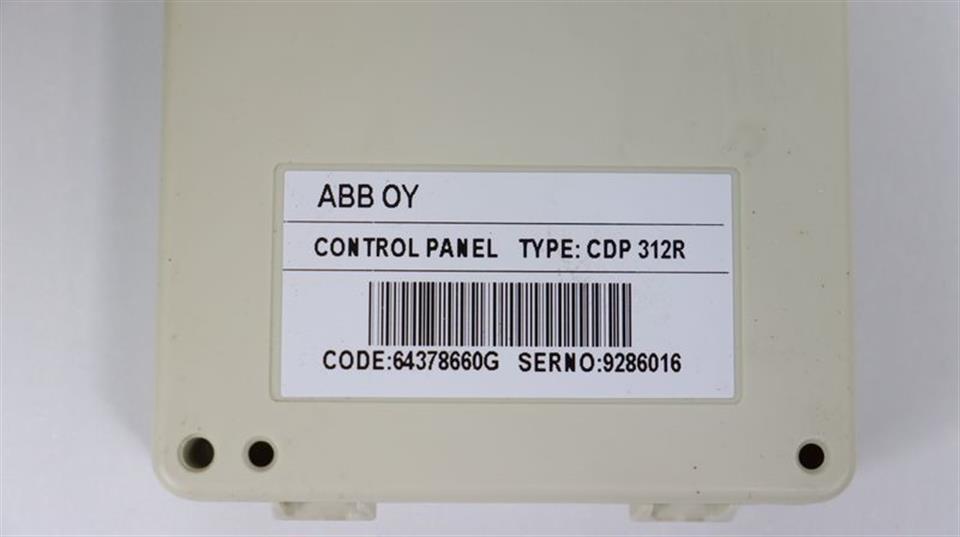 ABB OY
CONTROL PANEL TYPE: CDP 312R
CODE:64378660G SERNO:9286016